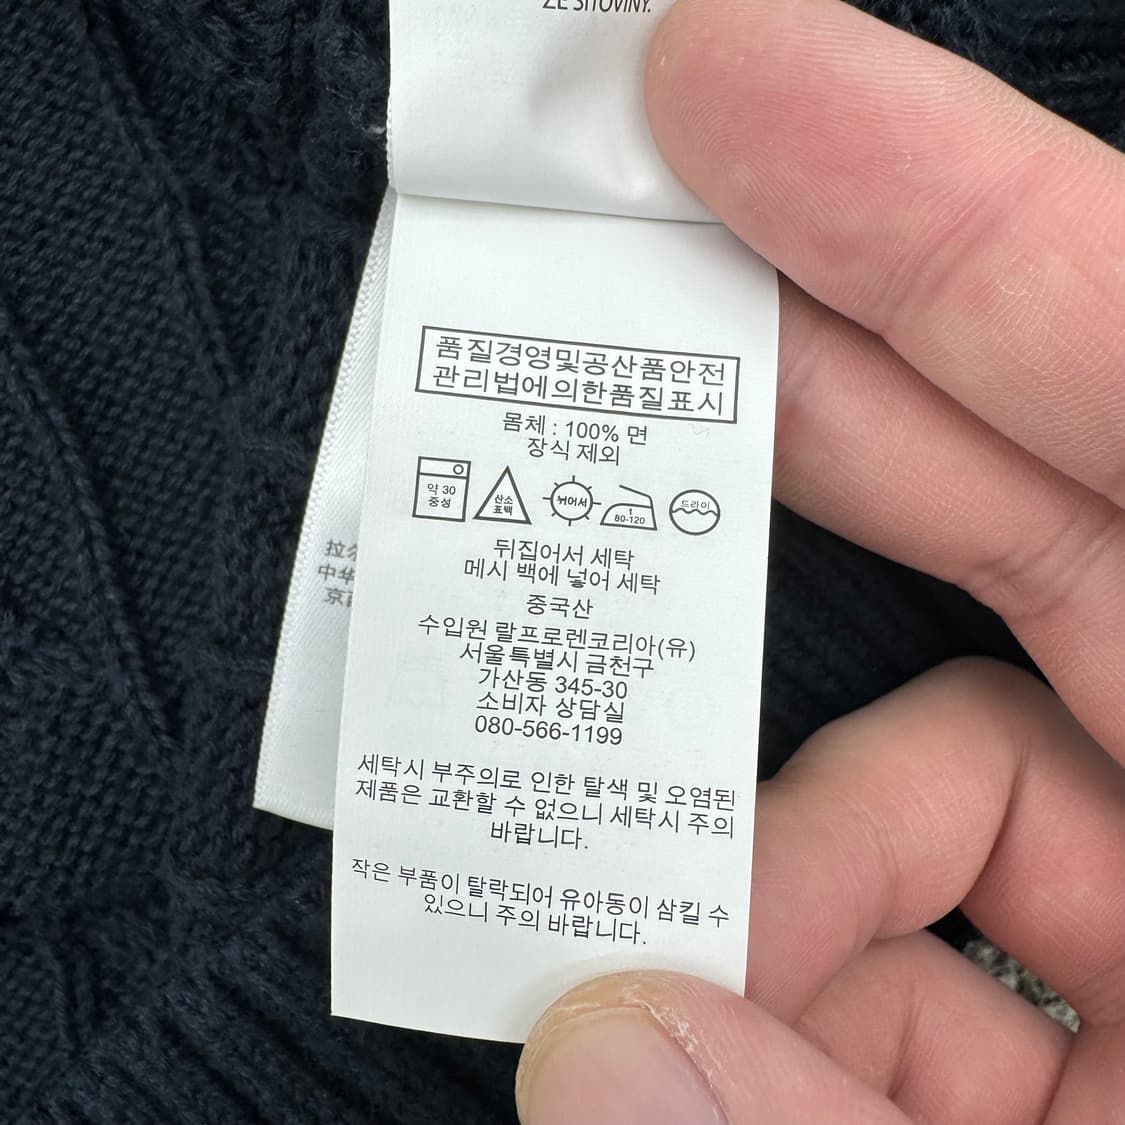 ZE SÍŤOVINY.
품질경영및공산품안전
관리법에의한품질표시
몸체 : 100% 면
장식 제외
약 30
중성
산소
표백
뉘어서
1
80-120
드라이
뒤집어서 세탁
메시 백에 넣어 세탁
중국산
수입원 랄프로렌코리아(유)
서울특별시 금천구
가산동 345-30
소비자 상담실
080-566-1199
세탁시 부주의로 인한 탈색 및 오염된
제품은 교환할 수 없으니 세탁시 주의
바랍니다.
작은 부품이 탈락되어 유아동이 삼킬 수
있으니 주의 바랍니다.
拉
中华
京